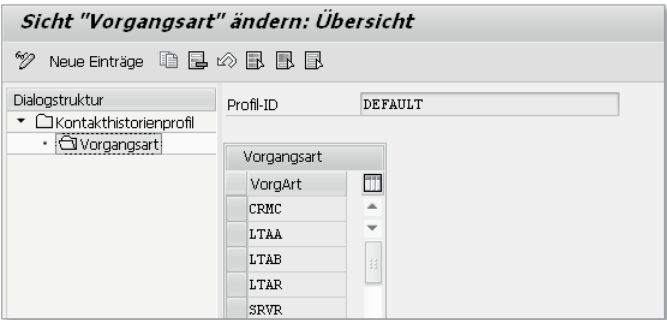 Sicht "Vorgangsart" ändern: Übersicht
Neue Einträge
Dialogstruktur
Kontakthistorienprofil
Vorgangsart
Profil-ID DEFAULT
Vorgangsart
VorgArt
CRMC
LTAA
LTAB
LTAR
SRVR